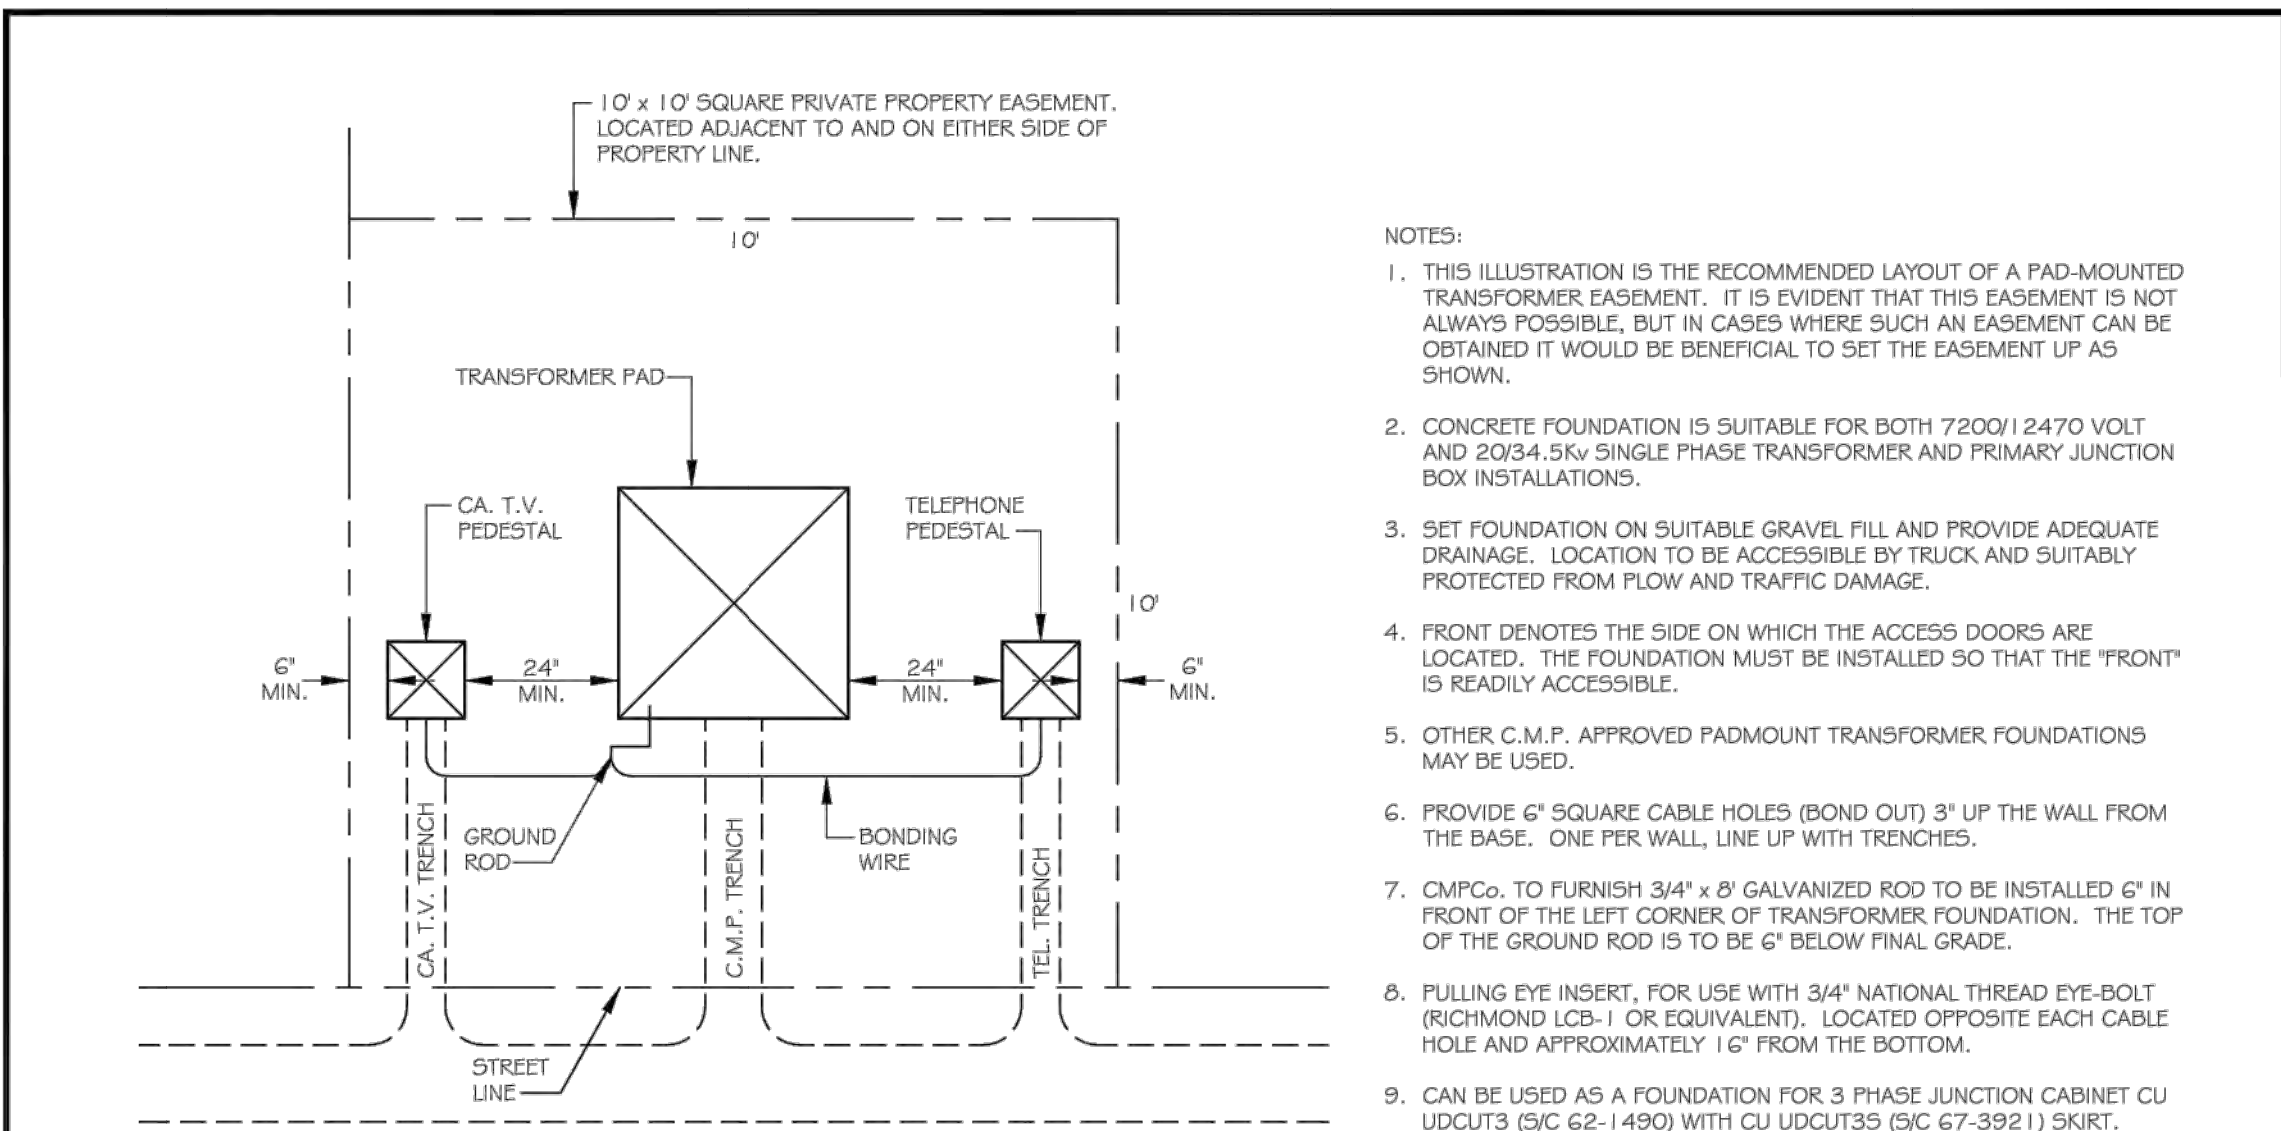 10' x 10' SQUARE PRIVATE PROPERTY EASEMENT.
LOCATED ADJACENT TO AND ON EITHER SIDE OF
PROPERTY LINE.
10'
TRANSFORMER PAD
CA. T.V.
PEDESTAL
TELEPHONE
PEDESTAL
10'
6"
MIN.
24"
MIN.
24"
MIN.
6"
MIN.
GROUND
ROD
BONDING
WIRE
CA. T.V. TRENCH
C.M.P. TRENCH
TEL. TRENCH
STREET
LINE
NOTES:
1. THIS ILLUSTRATION IS THE RECOMMENDED LAYOUT OF A PAD-MOUNTED
TRANSFORMER EASEMENT. IT IS EVIDENT THAT THIS EASEMENT IS NOT
ALWAYS POSSIBLE, BUT IN CASES WHERE SUCH AN EASEMENT CAN BE
OBTAINED IT WOULD BE BENEFICIAL TO SET THE EASEMENT UP AS
SHOWN.
2. CONCRETE FOUNDATION IS SUITABLE FOR BOTH 7200/12470 VOLT
AND 20/34.5Kv SINGLE PHASE TRANSFORMER AND PRIMARY JUNCTION
BOX INSTALLATIONS.
3. SET FOUNDATION ON SUITABLE GRAVEL FILL AND PROVIDE ADEQUATE
DRAINAGE. LOCATION TO BE ACCESSIBLE BY TRUCK AND SUITABLY
PROTECTED FROM PLOW AND TRAFFIC DAMAGE.
4. FRONT DENOTES THE SIDE ON WHICH THE ACCESS DOORS ARE
LOCATED. THE FOUNDATION MUST BE INSTALLED SO THAT THE "FRONT"
IS READILY ACCESSIBLE.
5. OTHER C.M.P. APPROVED PADMOUNT TRANSFORMER FOUNDATIONS
MAY BE USED.
6. PROVIDE 6" SQUARE CABLE HOLES (BOND OUT) 3" UP THE WALL FROM
THE BASE. ONE PER WALL, LINE UP WITH TRENCHES.
7. CMPCo. TO FURNISH 3/4" x 8' GALVANIZED ROD TO BE INSTALLED 6" IN
FRONT OF THE LEFT CORNER OF TRANSFORMER FOUNDATION. THE TOP
OF THE GROUND ROD IS TO BE 6" BELOW FINAL GRADE.
8. PULLING EYE INSERT, FOR USE WITH 3/4" NATIONAL THREAD EYE-BOLT
(RICHMOND LCB-1 OR EQUIVALENT). LOCATED OPPOSITE EACH CABLE
HOLE AND APPROXIMATELY 16" FROM THE BOTTOM.
9. CAN BE USED AS A FOUNDATION FOR 3 PHASE JUNCTION CABINET CU
UDCUT3 (S/C 62-1490) WITH CU UDCUT3S (S/C 67-3921) SKIRT.